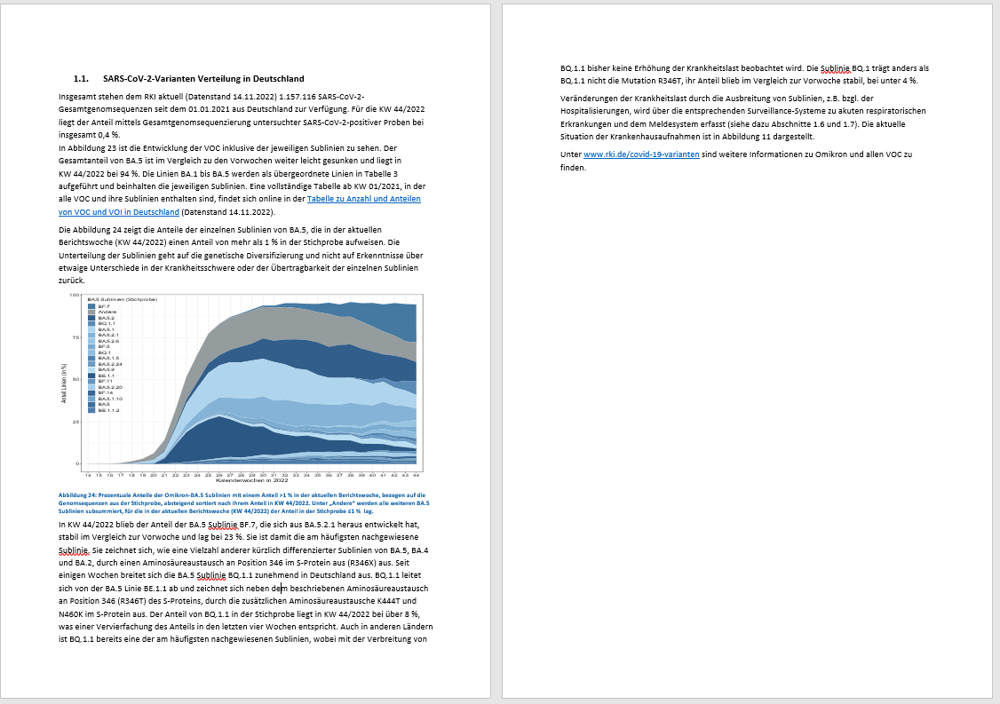 1.1. SARS-CoV-2-Varianten Verteilung in Deutschland
Insgesamt stehen dem RKI aktuell (Datenstand 14.11.2022) 1.157.116 SARS-CoV-2-
Gesamtgenomsequenzen seit dem 01.01.2021 aus Deutschland zur Verfügung. Für die KW 44/2022
liegt der Anteil mittels Gesamtgenomsequenzierung untersuchter SARS-CoV-2-positiver Proben bei
insgesamt 0,4 %.
In Abbildung 23 ist die Entwicklung der VOC inklusive der jeweiligen Sublinien zu sehen. Der
Gesamtanteil von BA.5 ist im Vergleich zu den Vorwochen weiter leicht gesunken und liegt in
KW 44/2022 bei 94 %. Die Linien BA.1 bis BA.5 werden als übergeordnete Linien in Tabelle 3
aufgeführt und beinhalten die jeweiligen Sublinien. Eine vollständige Tabelle ab KW 01/2021, in der
alle VOC und ihre Sublinien enthalten sind, findet sich online in der Tabelle zu Anzahl und Anteilen
von VOC und VOI in Deutschland (Datenstand 14.11.2022).
Die Abbildung 24 zeigt die Anteile der einzelnen Sublinien von BA.5, die in der aktuellen
Berichtswoche (KW 44/2022) einen Anteil von mehr als 1 % in der Stichprobe aufweisen. Die
Unterteilung der Sublinien geht auf die genetische Diversifizierung und nicht auf Erkenntnisse über
etwaige Unterschiede in der Krankheitsschwere oder der Übertragbarkeit der einzelnen Sublinien
zurück.
BA.5 Sublinien (Stichprobe)
BF.7
Andere
BA.5.2
BQ.1.1
BA.5.1
BA.5.2.1
BA.5.2.6
BF.5
BQ.1
BA.5.1.5
BA.5.2.24
BA.5.9
BE.1.1
BF.11
BA.5.2.20
BF.14
BA.5.1.10
BA.5
BE.1.1.2
100
75
50
25
0
Anteil Linien (in %)
14 15 16 17 18 19 20 21 22 23 24 25 26 27 28 29 30 31 32 33 34 35 36 37 38 39 40 41 42 43 44
Kalenderwochen in 2022
Abbildung 24: Prozentuale Anteile der Omikron-BA.5 Sublinien mit einem Anteil >1 % in der aktuellen Berichtswoche, bezogen auf die
Genomsequenzen aus der Stichprobe, absteigend sortiert nach ihrem Anteil in KW 44/2022. Unter „Andere“ werden alle weiteren BA.5
Sublinien subsummiert, für die in der aktuellen Berichtswoche (KW 44/2022) der Anteil in der Stichprobe ≤1 % lag.
In KW 44/2022 blieb der Anteil der BA.5 Sublinie BF.7, die sich aus BA.5.2.1 heraus entwickelt hat,
stabil im Vergleich zur Vorwoche und lag bei 23 %. Sie ist damit die am häufigsten nachgewiesene
Sublinie. Sie zeichnet sich, wie eine Vielzahl anderer kürzlich differenzierter Sublinien von BA.5, BA.4
und BA.2, durch einen Aminosäureaustausch an Position 346 im S-Protein aus (R346X) aus. Seit
einigen Wochen breitet sich die BA.5 Sublinie BQ.1.1 zunehmend in Deutschland aus. BQ.1.1 leitet
sich von der BA.5 Linie BE.1.1 ab und zeichnet sich neben dem beschriebenen Aminosäureaustausch
an Position 346 (R346T) des S-Proteins, durch die zusätzlichen Aminosäureaustausche K444T und
N460K im S-Protein aus. Der Anteil von BQ.1.1 in der Stichprobe liegt in KW 44/2022 bei über 8 %,
was einer Vervierfachung des Anteils in den letzten vier Wochen entspricht. Auch in anderen Ländern
ist BQ.1.1 bereits eine der am häufigsten nachgewiesenen Sublinien, wobei mit der Verbreitung von
BQ.1.1 bisher keine Erhöhung der Krankheitslast beobachtet wird. Die Sublinie BQ.1 trägt anders als
BQ.1.1 nicht die Mutation R346T, ihr Anteil blieb im Vergleich zur Vorwoche stabil, bei unter 4 %.
Veränderungen der Krankheitslast durch die Ausbreitung von Sublinien, z.B. bzgl. der
Hospitalisierungen, wird über die entsprechenden Surveillance-Systeme zu akuten respiratorischen
Erkrankungen und dem Meldesystem erfasst (siehe dazu Abschnitte 1.6 und 1.7). Die aktuelle
Situation der Krankenhausaufnahmen ist in Abbildung 11 dargestellt.
Unter www.rki.de/covid-19-varianten sind weitere Informationen zu Omikron und allen VOC zu
finden.